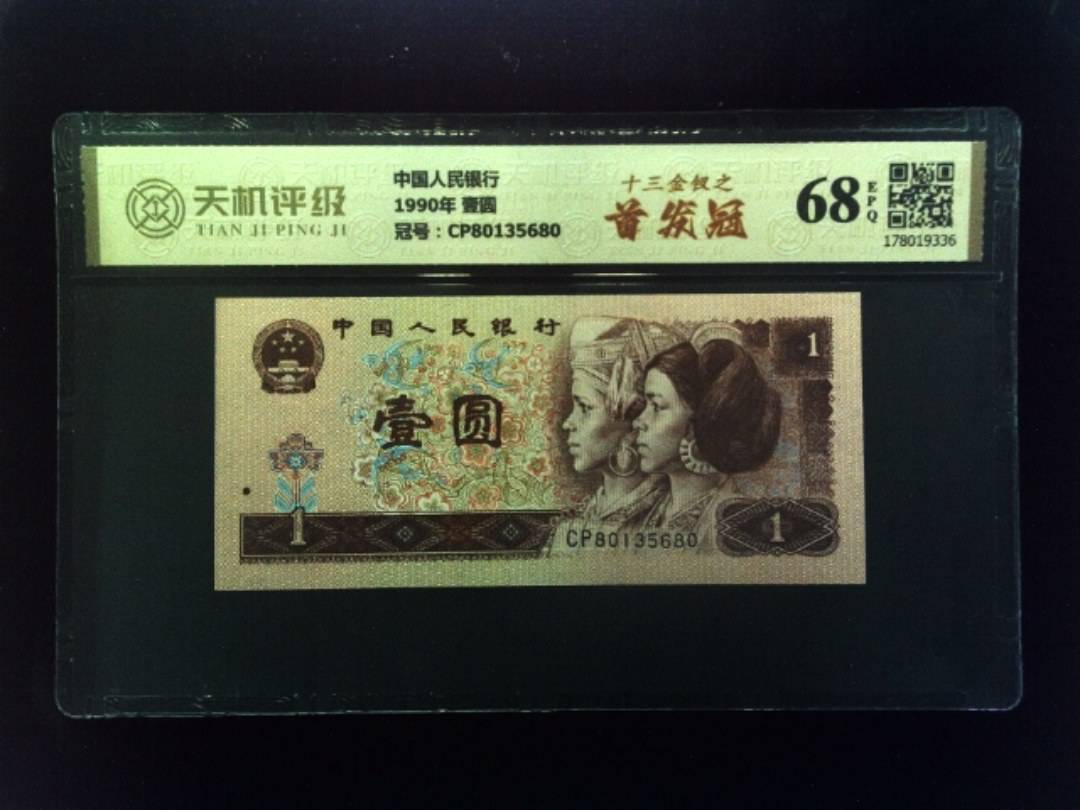 天机评级
TIAN JI PING JI
中国人民银行
1990年 壹圆
冠号：CP80135680
十三金钗之
首发冠
68
EPQ
178019336
中国人民银行
1
壹圆
1
CP80135680
1